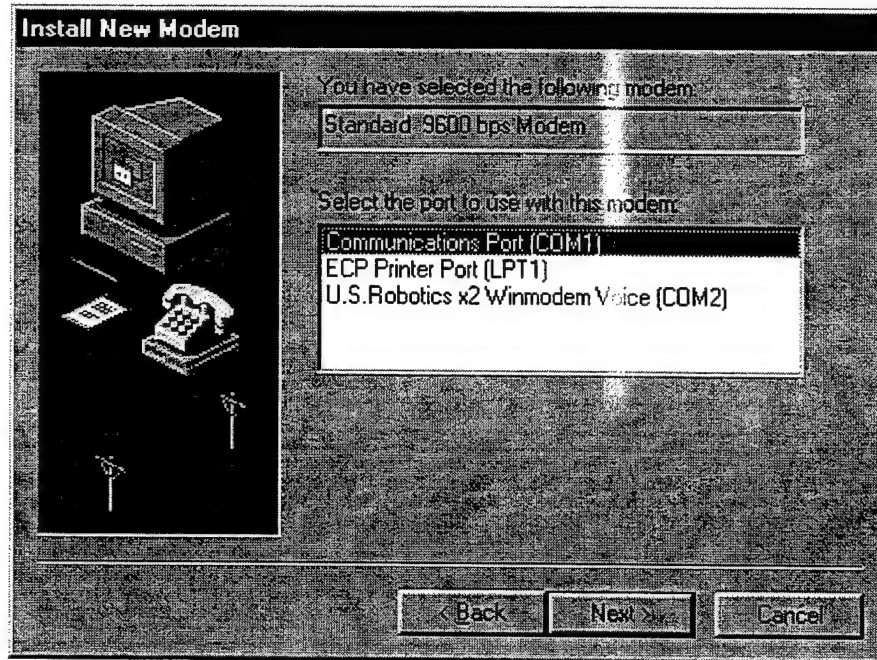 Install New Modem
You have selected the following modem:
Standard 9600 bps Modem
Select the port to use with this modem:
Communications Port (COM1)
ECP Printer Port (LPT1)
U.S.Robotics x2 Winmodem Voice (COM2)
< Back
Next >
Cancel